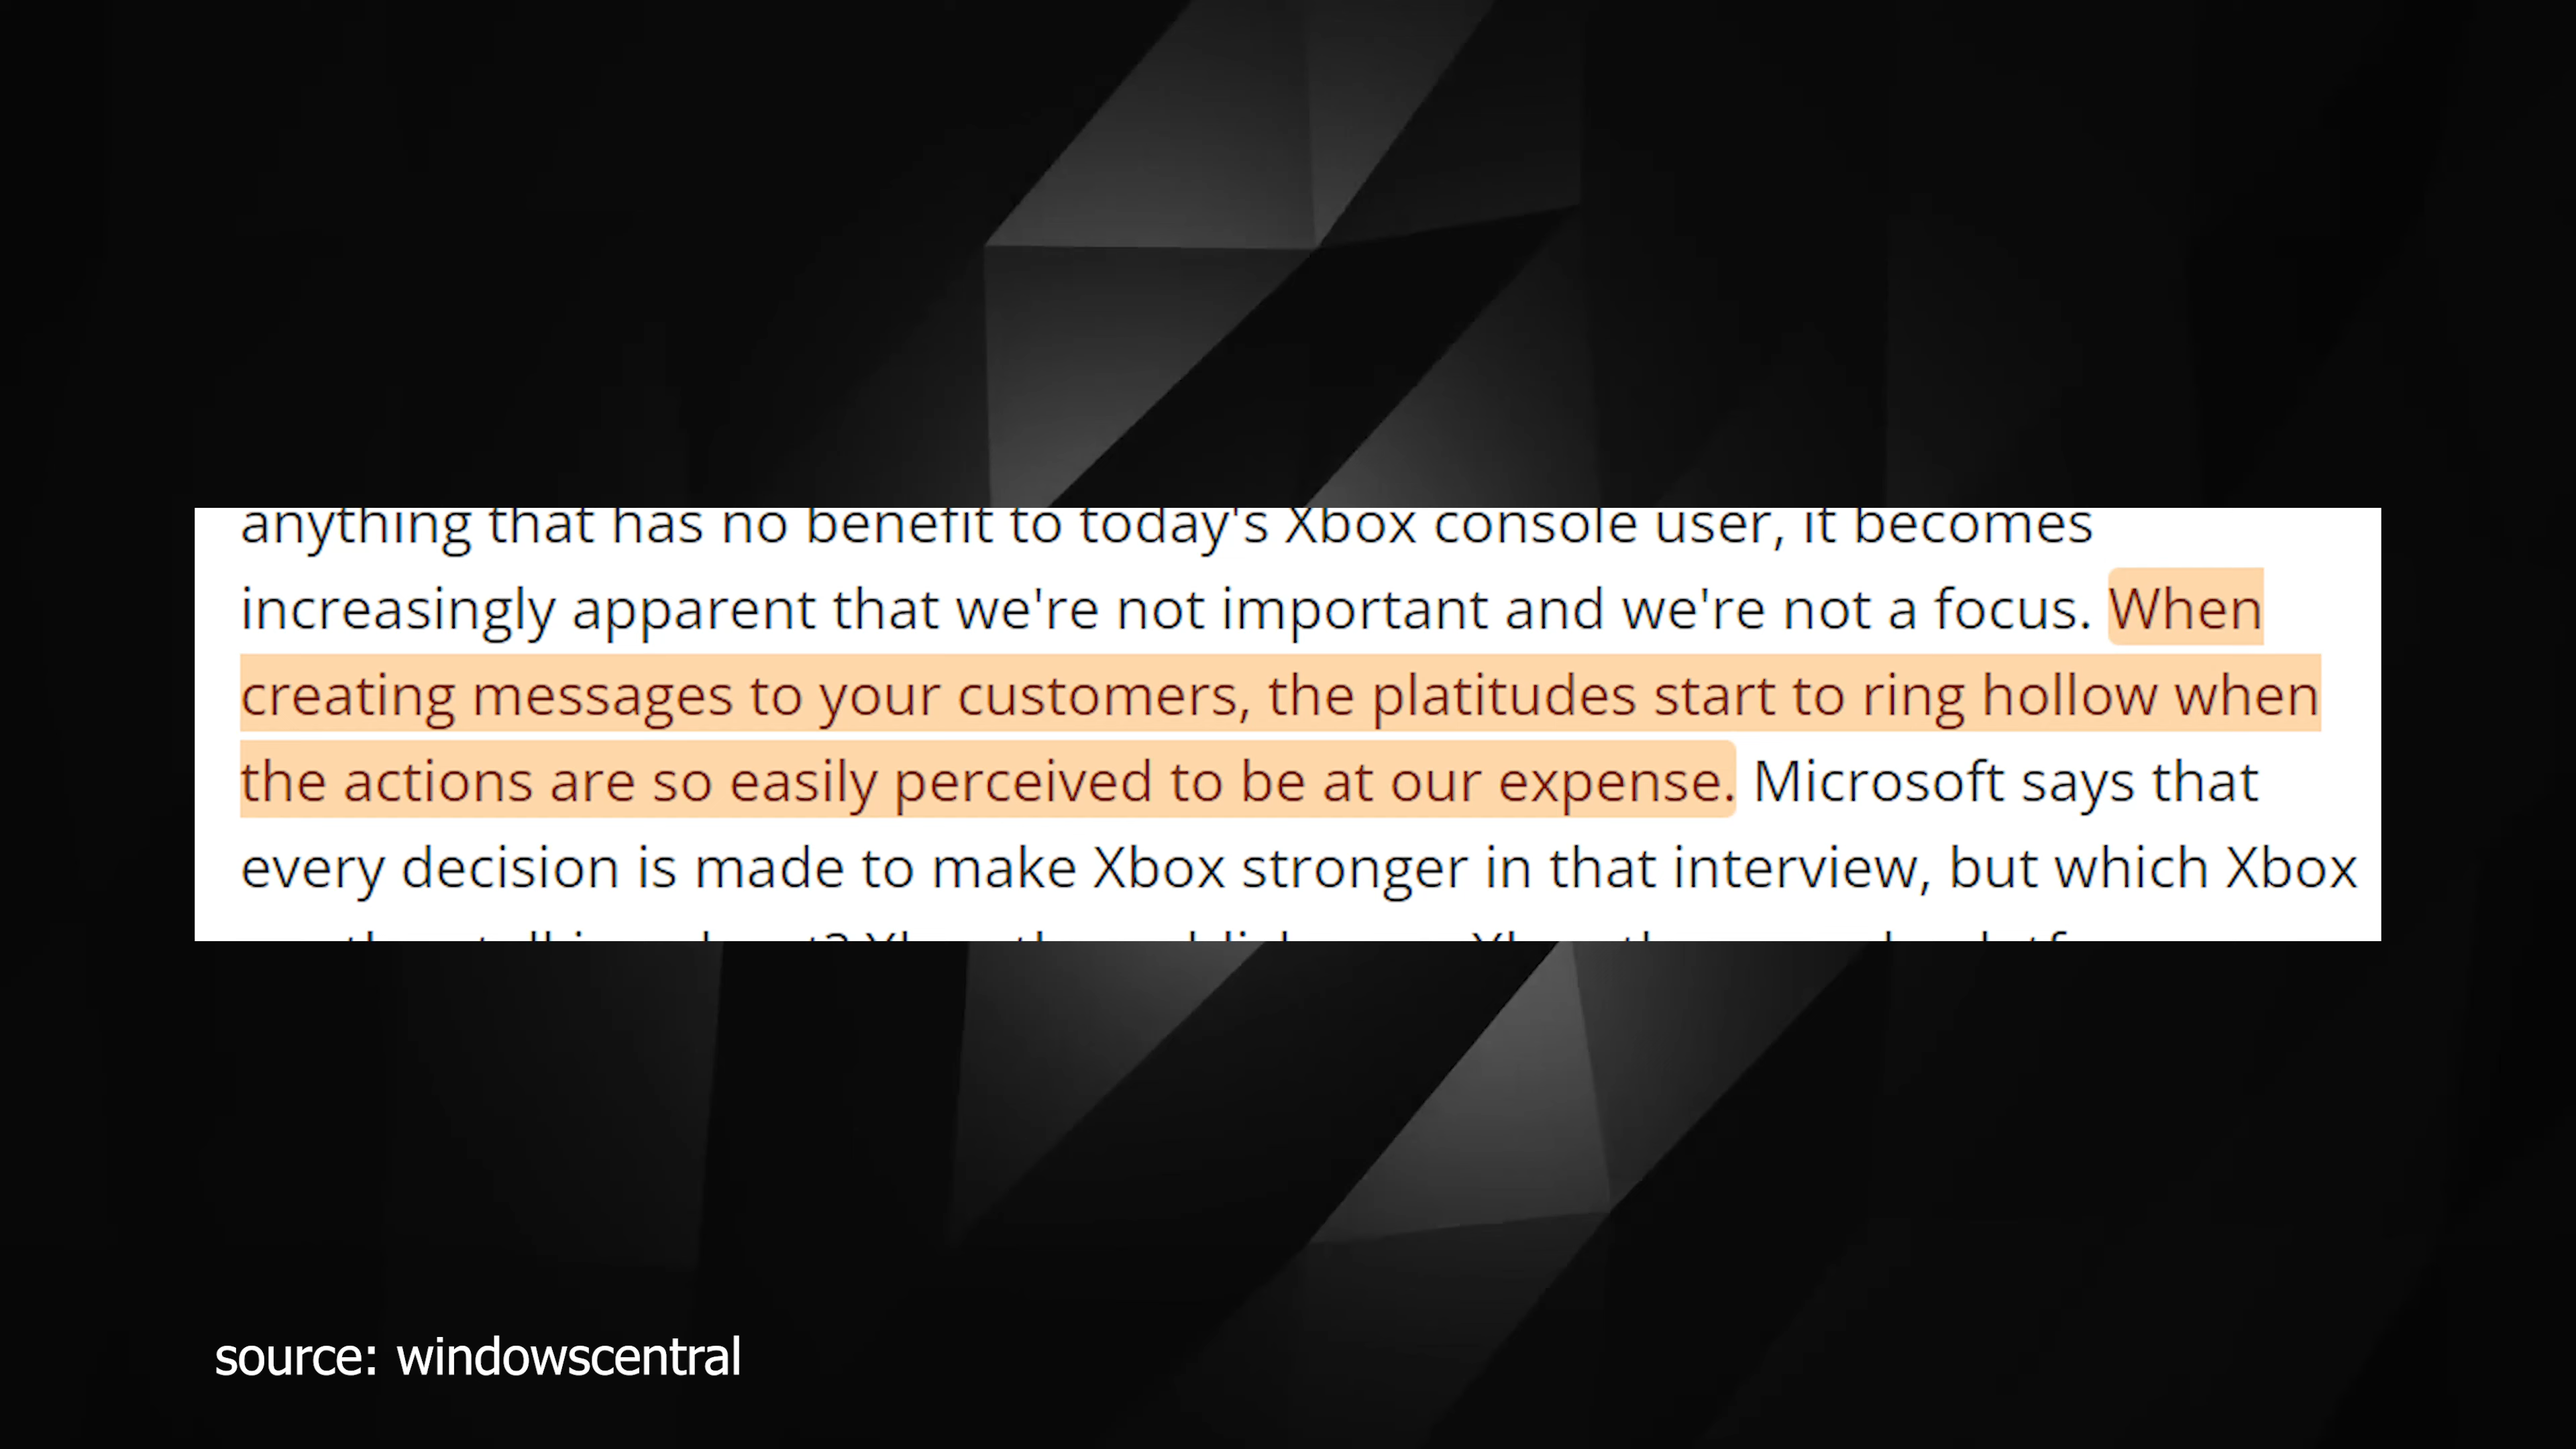 anything that has no benefit to today's Xbox console user, it becomes
increasingly apparent that we're not important and we're not a focus. When
creating messages to your customers, the platitudes start to ring hollow when
the actions are so easily perceived to be at our expense. Microsoft says that
every decision is made to make Xbox stronger in that interview, but which Xbox
source: windowscentral